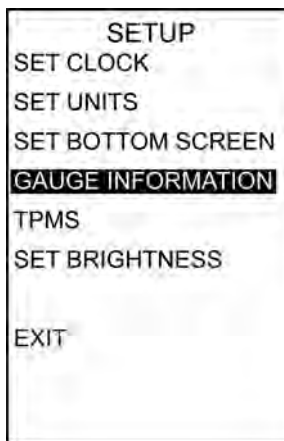 SETUP
SET CLOCK
SET UNITS
SET BOTTOM SCREEN
GAUGE INFORMATION
TPMS
SET BRIGHTNESS
EXIT